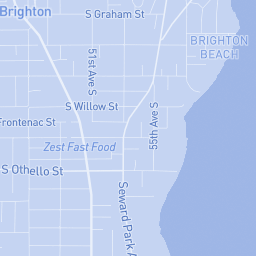 Brighton
S Graham St
BRIGHTON
BEACH
51st Ave S
S Willow St
55th Ave S
Frontenac St
Zest Fast Food
S Othello St
Seward Park A